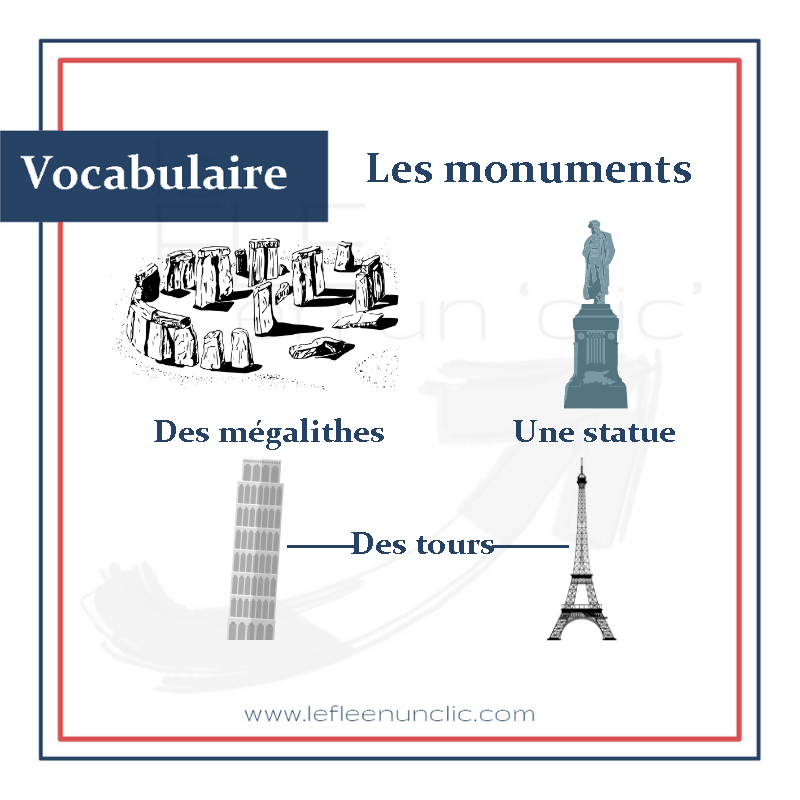 Vocabulaire
Les monuments
Des mégalithes
Une statue
Des tours
www.lefleenunclic.com